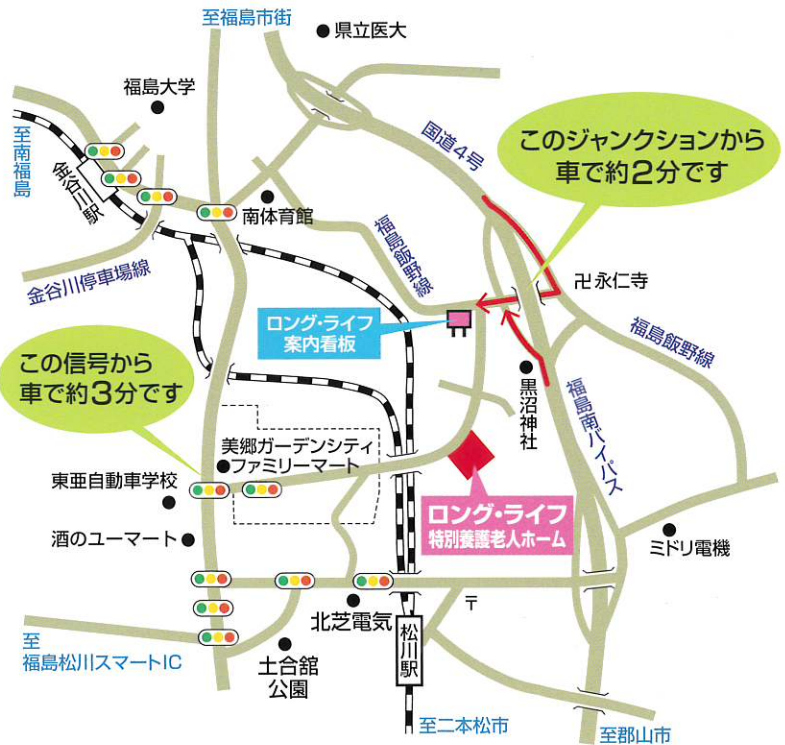 至福島市街
県立医大
福島大学
至南福島
金谷川駅
国道4号
このジャンクションから
車で約2分です
南体育館
福島飯野線
卍永仁寺
金谷川停車場線
ロング・ライフ
案内看板
福島飯野線
この信号から
車で約3分です
黒沼神社
福島南バイパス
美郷ガーデンシティ
ファミリーマート
東亜自動車学校
ロング・ライフ
特別養護老人ホーム
酒のユーマート
ミドリ電機
〒
北芝電気
松川駅
至
福島松川スマートIC
土合舘
公園
至二本松市
至郡山市